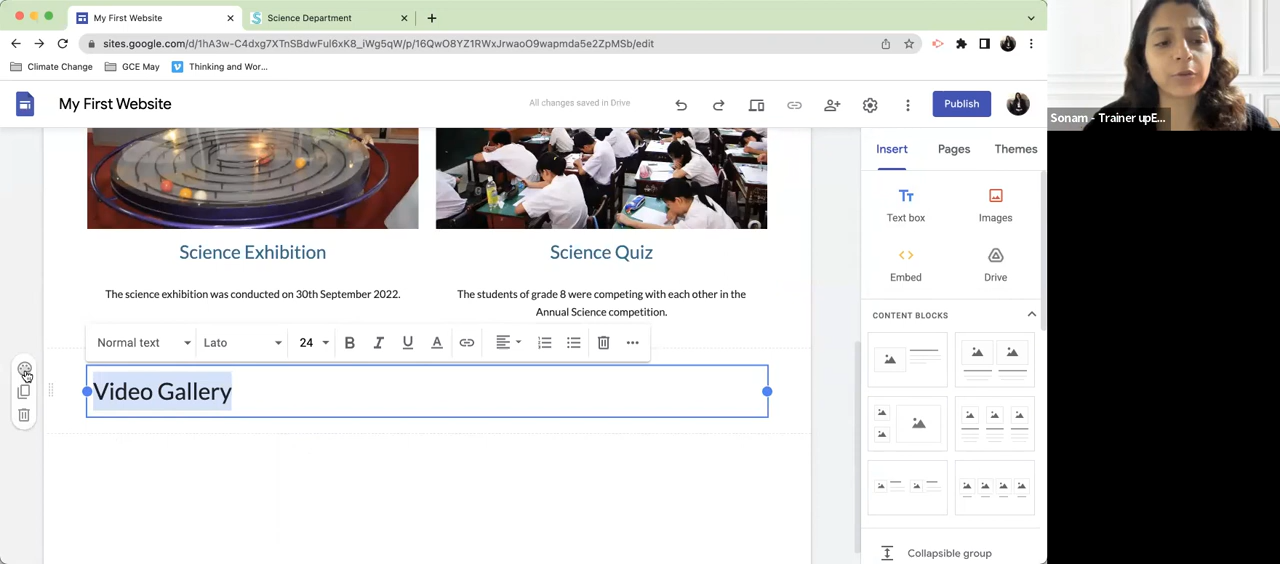 My First Website
Science Department
sites.google.com/d/1hA3w-C4dxg7XTnSBdwFul6xK8_iWg5qW/p/16QwO8YZ1RWxJrwaoO9wapmda5e2ZpMSb/edit
Climate Change
GCE May
Thinking and Wor...
My First Website
All changes saved in Drive
Publish
Sonam - Trainer upE...
Insert
Pages
Themes
Text box
Images
Embed
Drive
CONTENT BLOCKS
Science Exhibition
Science Quiz
The science exhibition was conducted on 30th September 2022.
The students of grade 8 were competing with each other in the
Annual Science competition.
Normal text
Lato
24
B
I
U
A
Video Gallery
Collapsible group